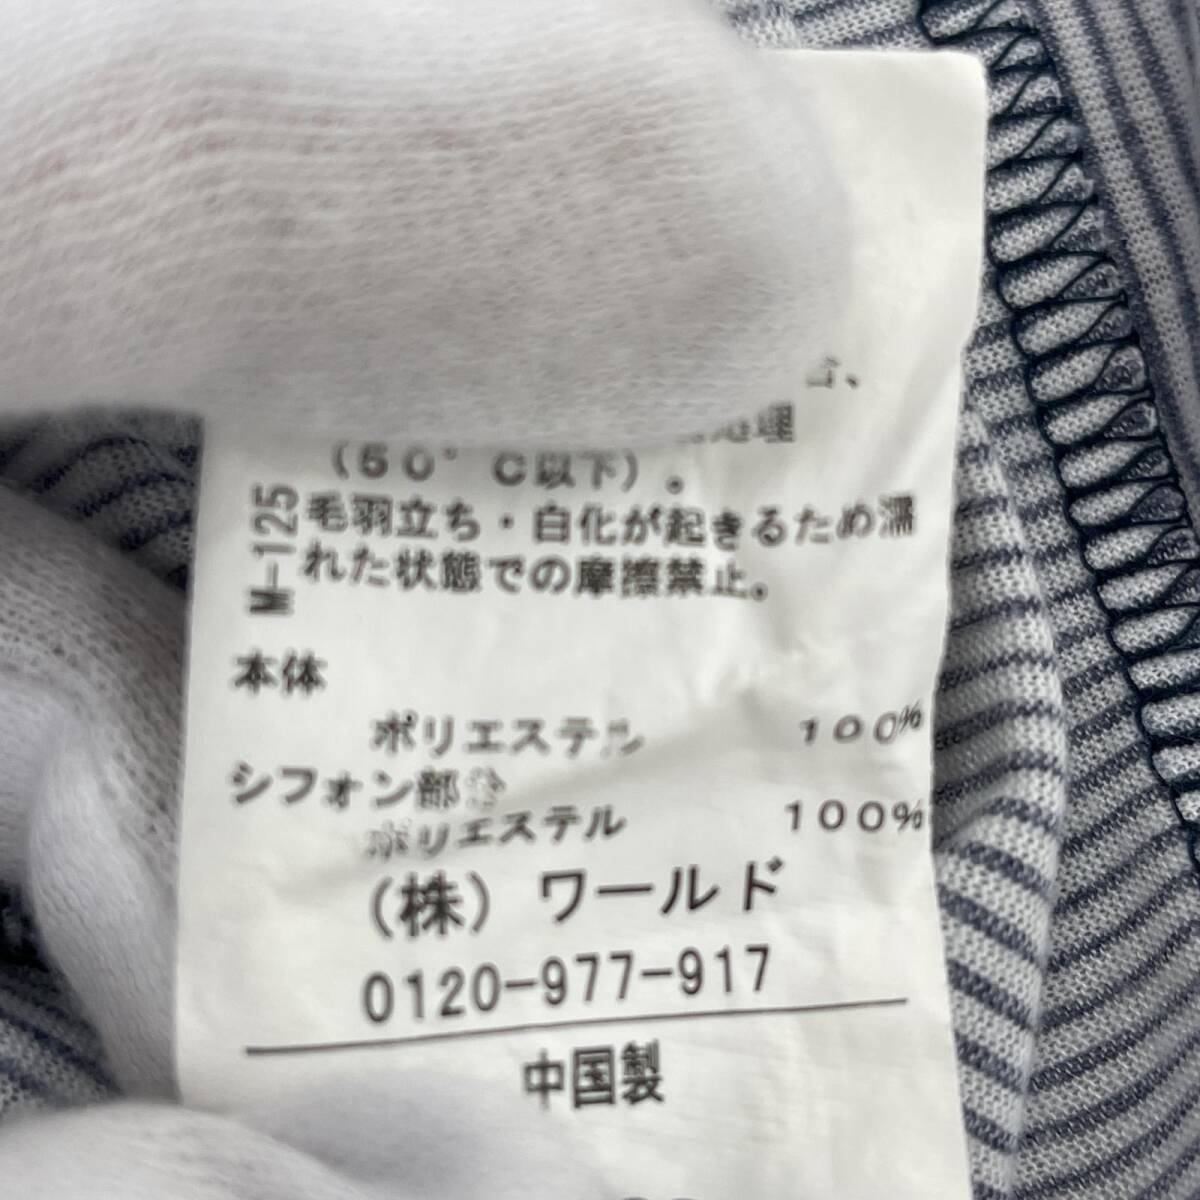 処理
(50°C以下)。
毛羽立ち・白化が起きるため濡
れた状態での摩擦禁止。
M-125
本体
ポリエステル 100%
シフォン部分
ポリエステル 100%
(株)ワールド
0120-977-917
中国製